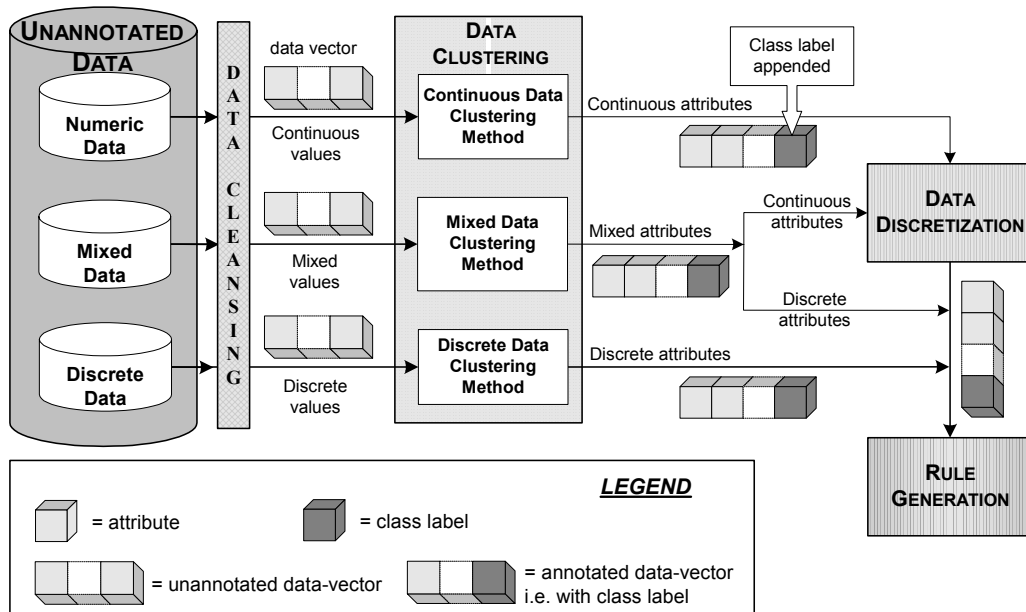 UNANNOTATED
DATA
Numeric
Data
Mixed
Data
Discrete
Data
DATA CLEANSING
data vector
Continuous
values
Mixed
values
Discrete
values
DATA
CLUSTERING
Continuous Data
Clustering
Method
Mixed Data
Clustering
Method
Discrete Data
Clustering
Method
Class label
appended
Continuous attributes
Mixed attributes
Continuous
attributes
Discrete
attributes
Discrete attributes
DATA
DISCRETIZATION
RULE
GENERATION
LEGEND
= attribute
= class label
= unannotated data-vector
= annotated data-vector
i.e. with class label